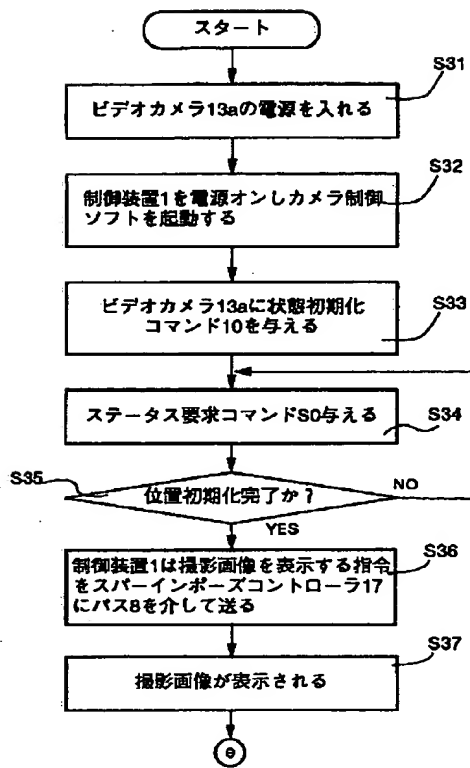 スタート
S31
ビデオカメラ13aの電源を入れる
S32
制御装置1を電源オンしカメラ制御
ソフトを起動する
ビデオカメラ13aに状態初期化
コマンド10を与える
S33
ステータス要求コマンドS0与える
S34
S35
位置初期化完了か?
NO
YES
制御装置1は撮影画像を表示する指令
をスパーインポーズコントローラ17
にバス8を介して送る
S36
S37
撮影画像が表示される
e